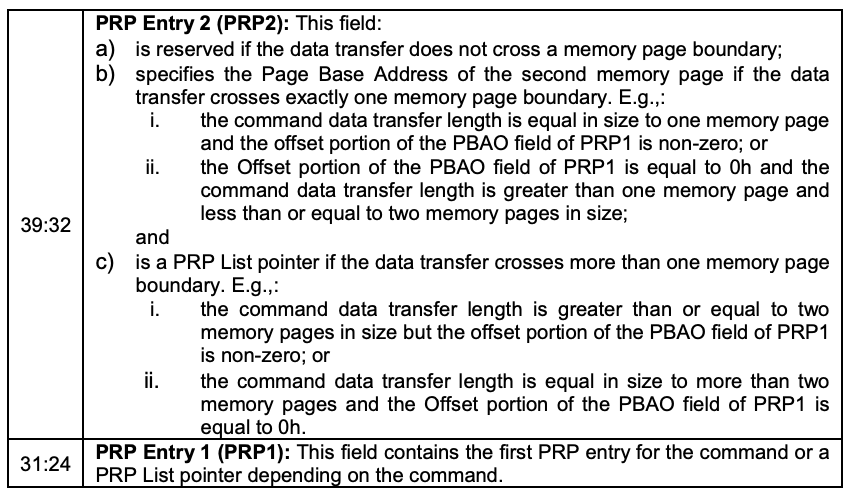 39:32
PRP Entry 2 (PRP2): This field:
a) is reserved if the data transfer does not cross a memory page boundary;
b) specifies the Page Base Address of the second memory page if the data
transfer crosses exactly one memory page boundary. E.g.,:
i. the command data transfer length is equal in size to one memory page
and the offset portion of the PBAO field of PRP1 is non-zero; or
ii. the Offset portion of the PBAO field of PRP1 is equal to 0h and the
command data transfer length is greater than one memory page and
less than or equal to two memory pages in size;
and
c) is a PRP List pointer if the data transfer crosses more than one memory page
boundary. E.g.,:
i. the command data transfer length is greater than or equal to two
memory pages in size but the offset portion of the PBAO field of PRP1
is non-zero; or
ii. the command data transfer length is equal in size to more than two
memory pages and the Offset portion of the PBAO field of PRP1 is
equal to 0h.
31:24
PRP Entry 1 (PRP1): This field contains the first PRP entry for the command or a
PRP List pointer depending on the command.